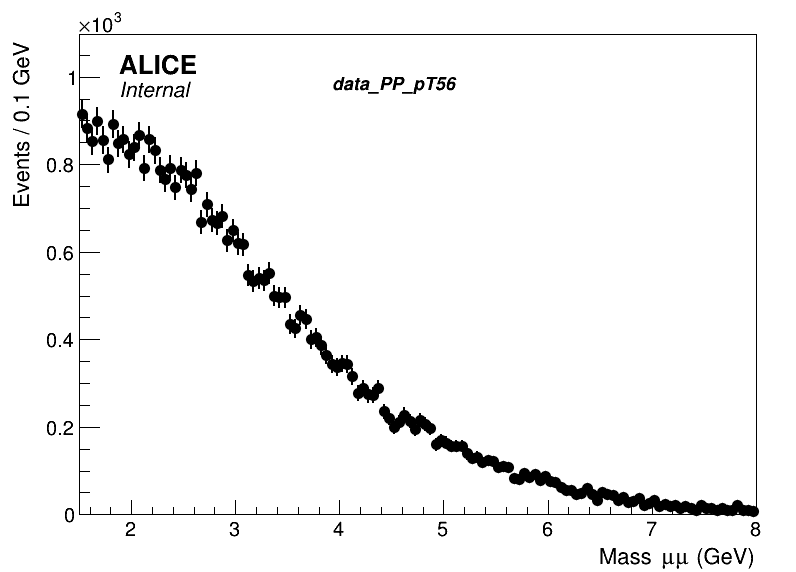 ×10³
ALICE
Internal
data_PP_pT56
Events / 0.1 GeV
1
0.8
0.6
0.4
0.2
0
2 3 4 5 6 7 8
Mass μμ (GeV)